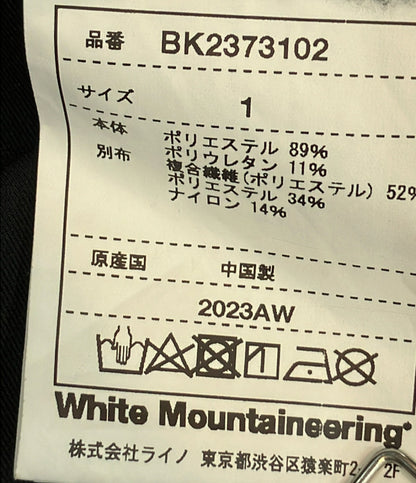 品番 BK2373102
サイズ 1
本体 ポリエステル 89%
ポリウレタン 11%
別布 複合繊維(ポリエステル) 52%
ポリエステル 34%
ナイロン 14%
原産国 中国製
2023AW
White Mountaineering®
株式会社ライノ 東京都渋谷区猿楽町2- 2F